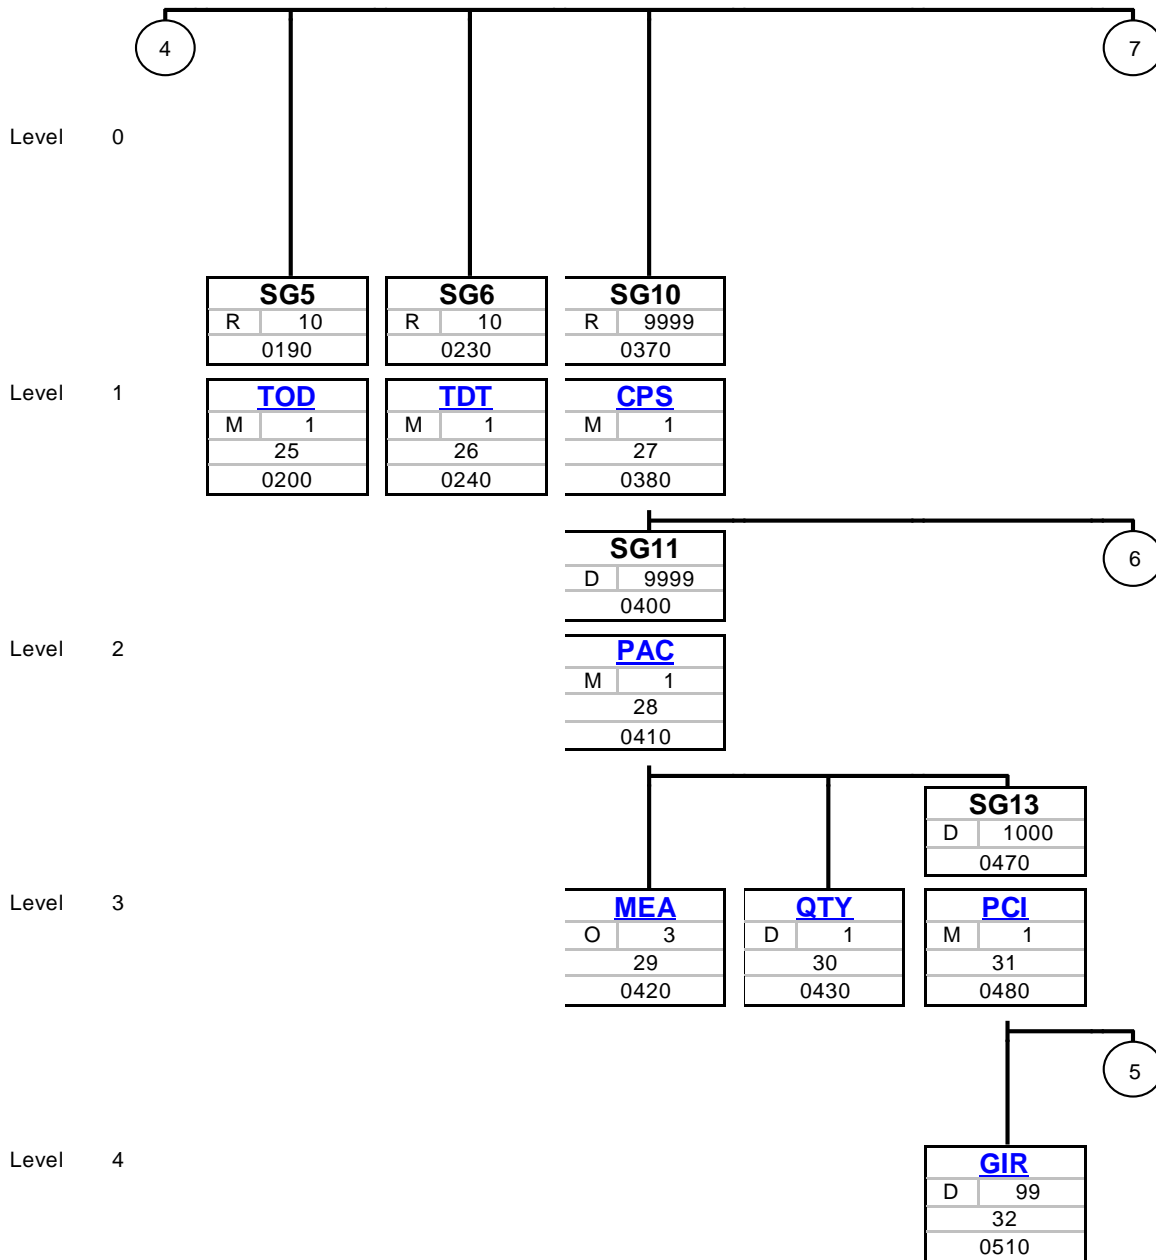 4
7
Level 0
SG5 SG6 SG10
R 10 R 10 R 9999
0190 0230 0370
Level 1
TOD TDT CPS
M 1 M 1 M 1
25 26 27
0200 0240 0380
SG11
D 9999
0400
6
Level 2
PAC
M 1
28
0410
SG13
D 1000
0470
Level 3
MEA QTY PCI
O 3 D 1 M 1
29 30 31
0420 0430 0480
5
Level 4
GIR
D 99
32
0510